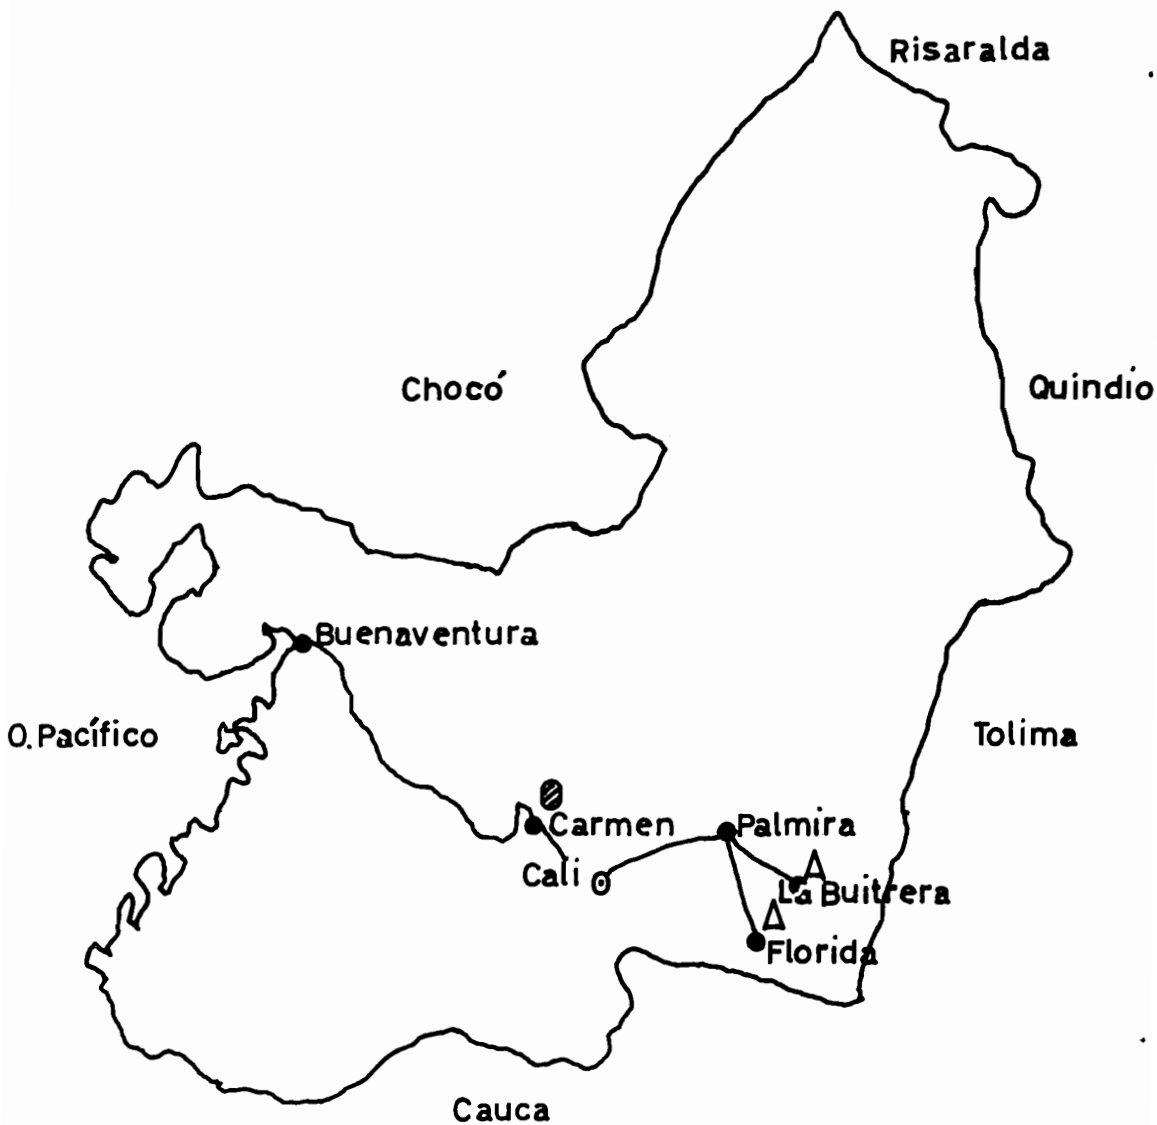 Risaralda
Chocó
Quindío
Buenaventura
O. Pacífico
Tolima
Carmen
Palmira
Cali
La Buitrera
Florida
Cauca